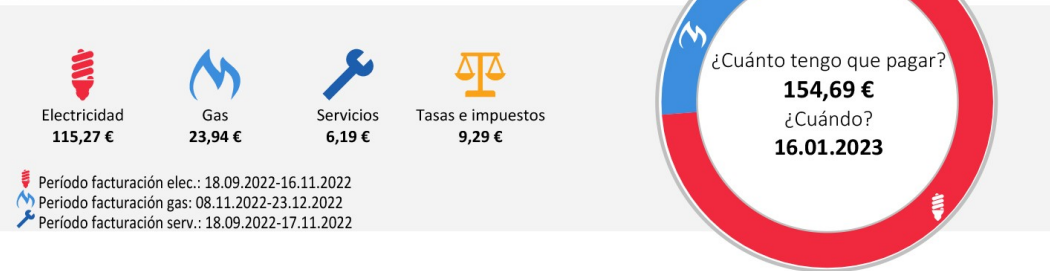 Electricidad
115,27 €
Gas
23,94 €
Servicios
6,19 €
Tasas e impuestos
9,29 €
Período facturación elec.: 18.09.2022-16.11.2022
Periodo facturación gas: 08.11.2022-23.12.2022
Período facturación serv.: 18.09.2022-17.11.2022
¿Cuánto tengo que pagar?
154,69 €
¿Cuándo?
16.01.2023